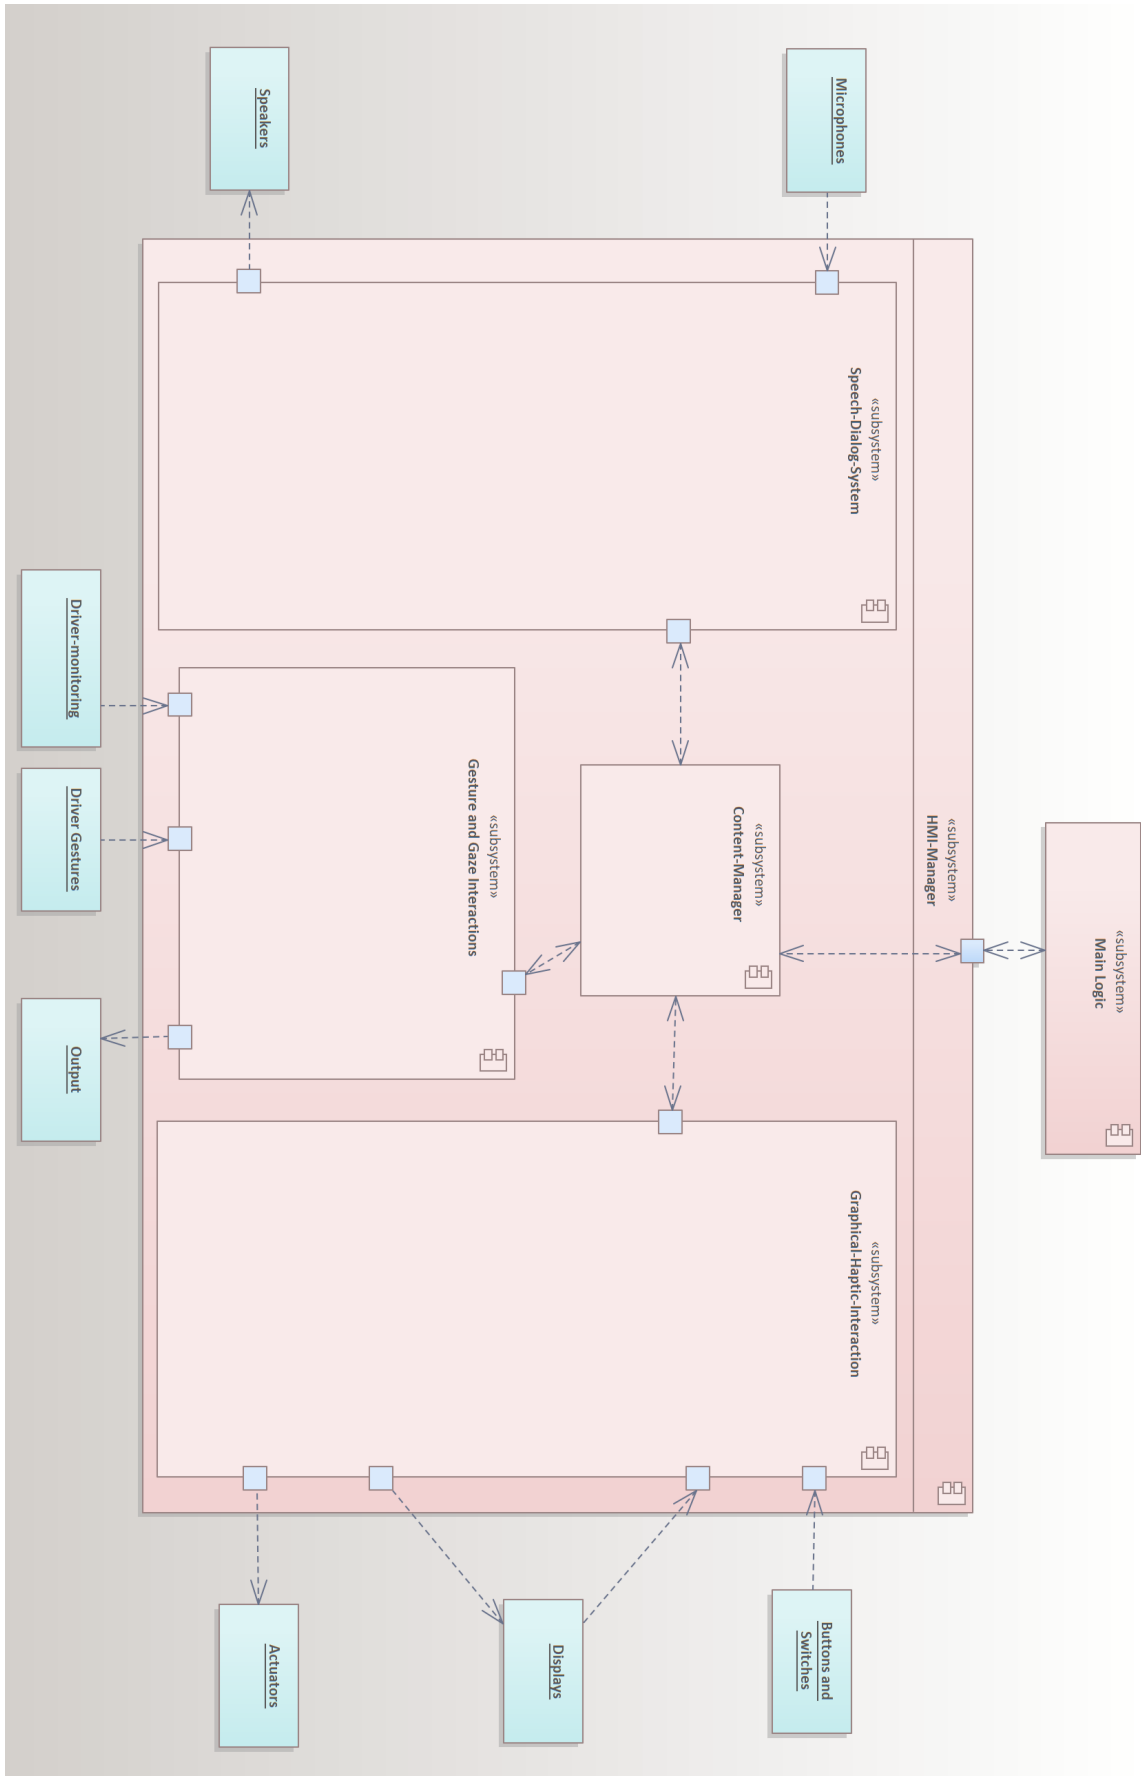 «subsystem»
Main Logic
«subsystem»
HMI-Manager
Microphones
«subsystem»
Speech-Dialog-System
Speakers
«subsystem»
Content-Manager
«subsystem»
Gesture and Gaze Interactions
«subsystem»
Graphical-Haptic-Interaction
Buttons and
Switches
Displays
Actuators
Driver-monitoring
Driver Gestures
Output